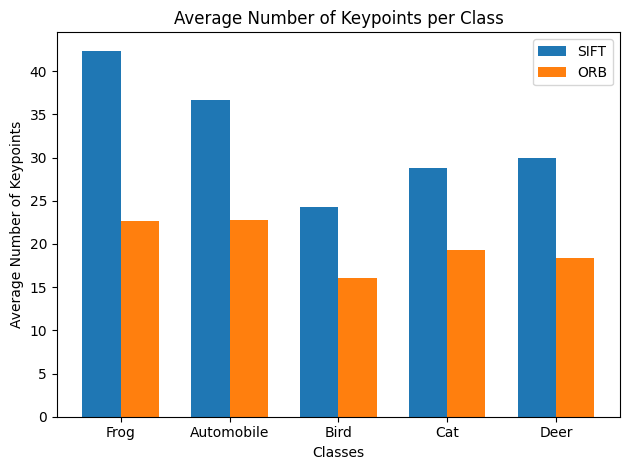 Average Number of Keypoints per Class
SIFT
ORB
Average Number of Keypoints
40
35
30
25
20
15
10
5
0
Frog Automobile Bird Cat Deer
Classes